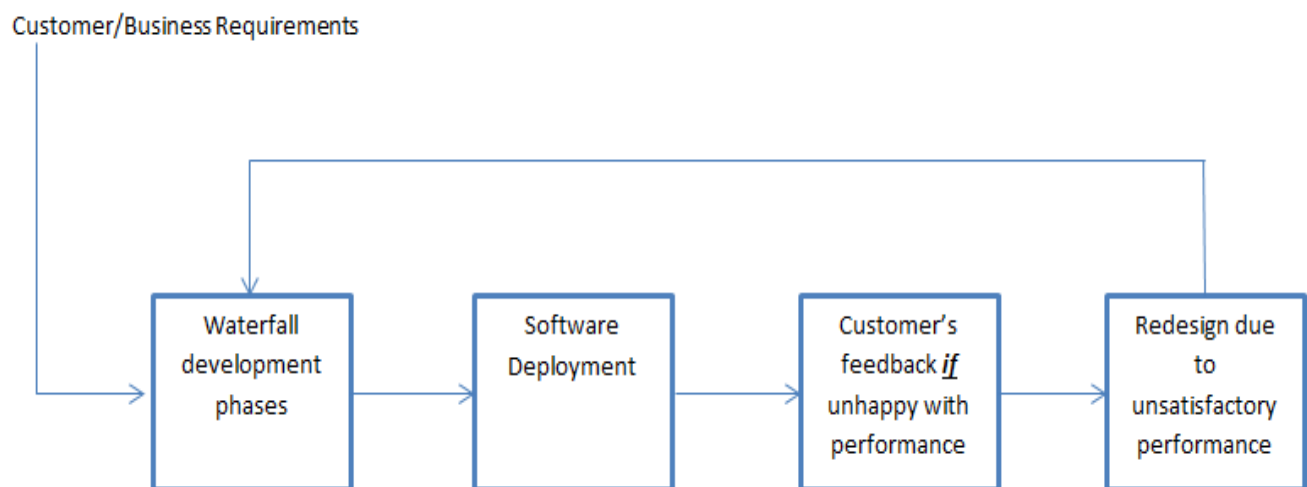 Customer/Business Requirements
Waterfall
development
phases
Software
Deployment
Customer’s
feedback if
unhappy with
performance
Redesign due
to
unsatisfactory
performance